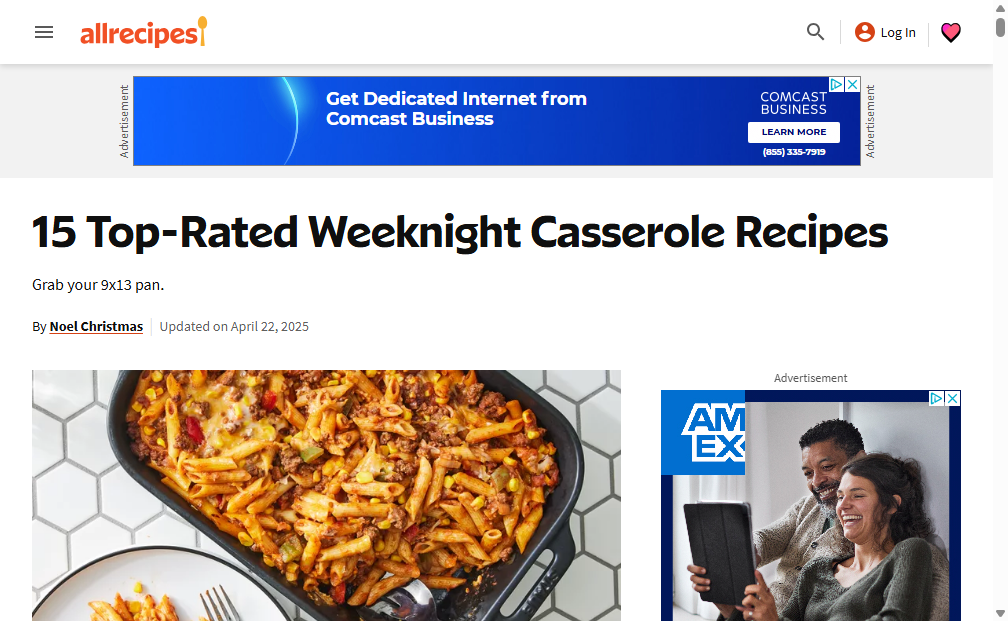 allrecipes
Log In
Advertisement
Get Dedicated Internet from
Comcast Business
COMCAST
BUSINESS
LEARN MORE
(855) 335-7919
Advertisement
15 Top-Rated Weeknight Casserole Recipes
Grab your 9x13 pan.
By Noel Christmas
Updated on April 22, 2025
Advertisement
AM
EX